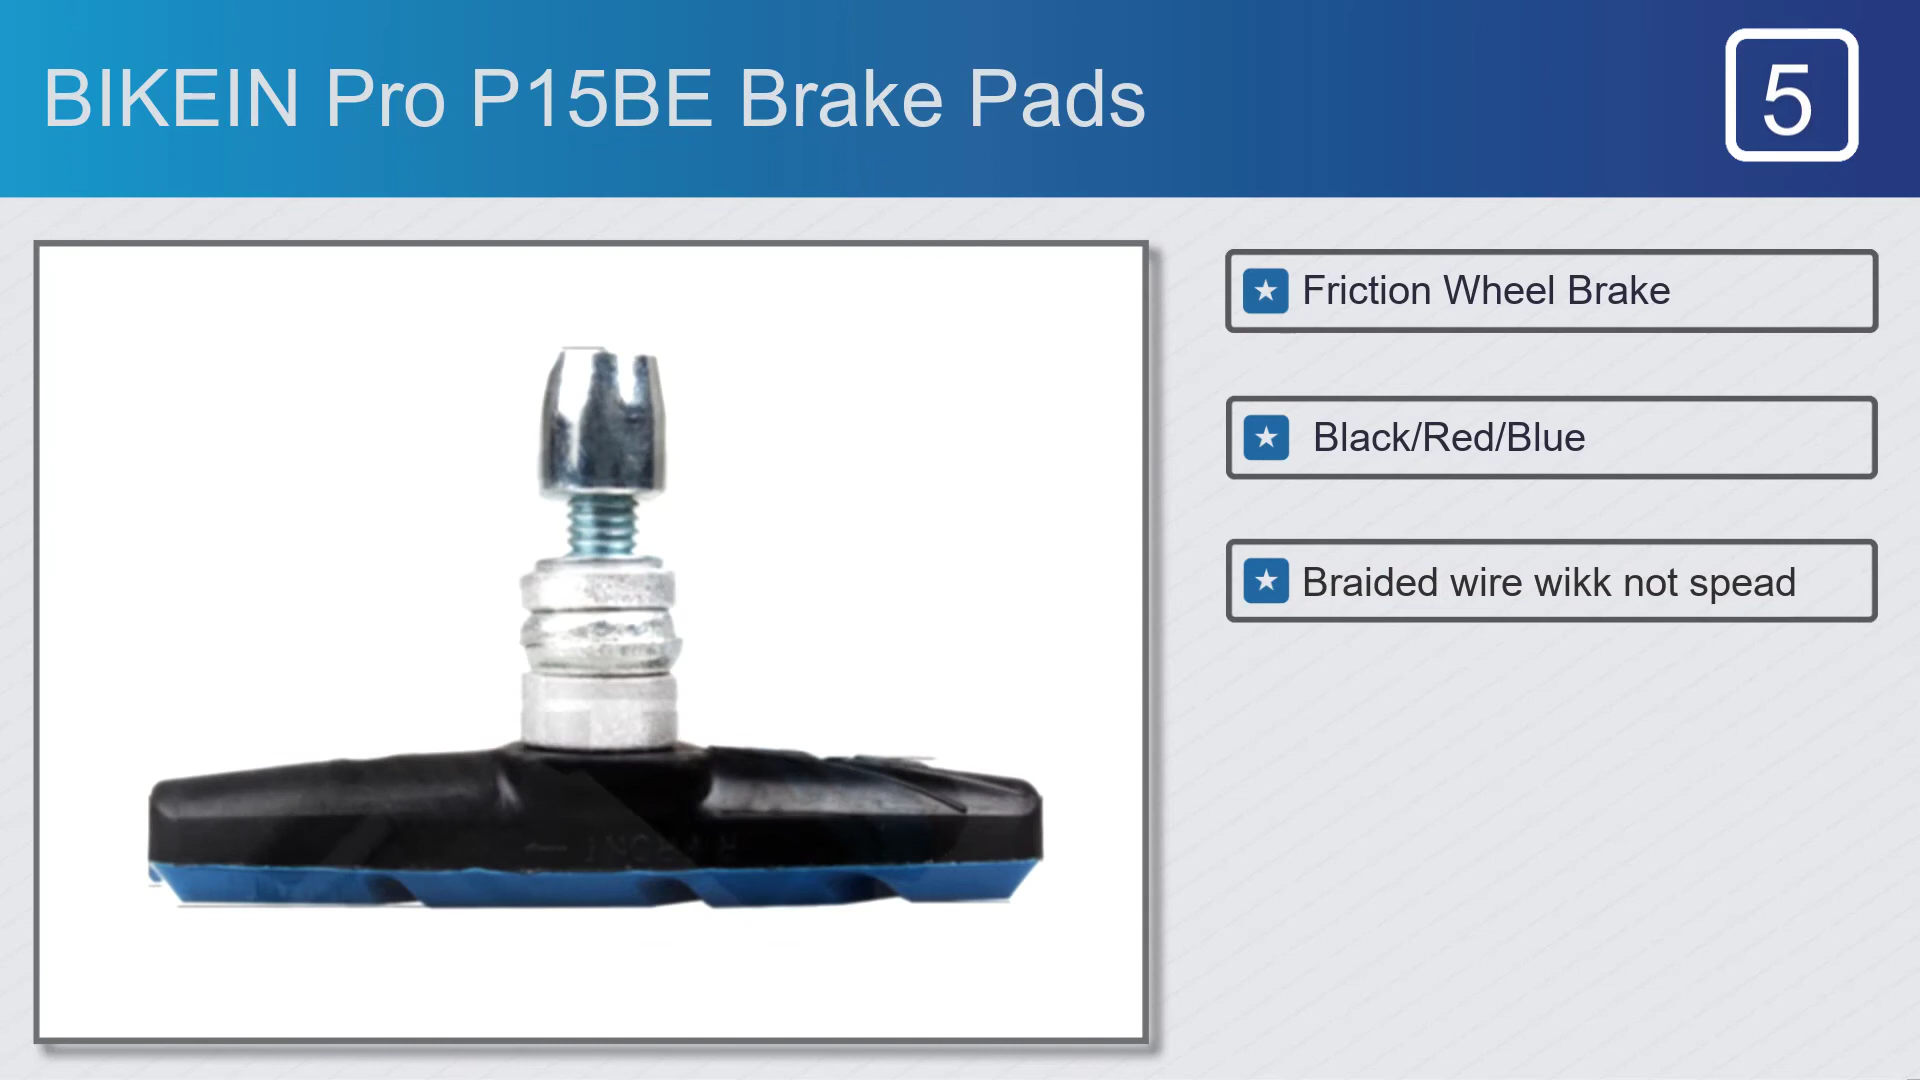 BIKEIN Pro P15BE Brake Pads
5
Friction Wheel Brake
Black/Red/Blue
Braided wire wikk not spead